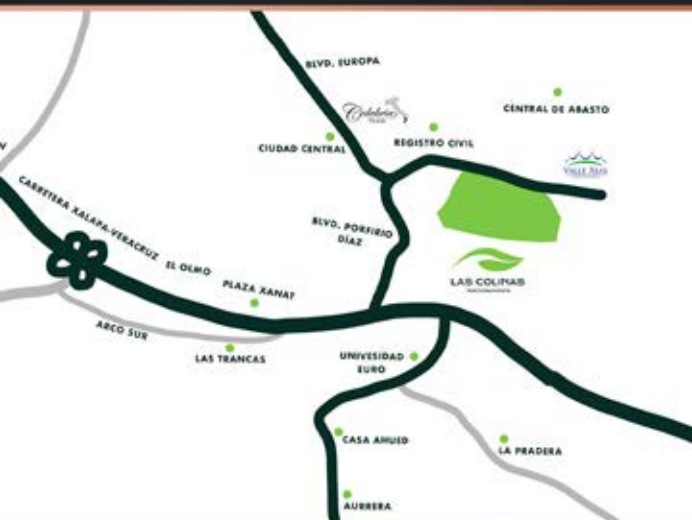 BLVD. EUROPA
CENTRAL DE ABASTO
Calabria
REGISTRO CIVIL
CIUDAD CENTRAL
CARRETERA XALAPA-VERACRUZ
BLVD. PORFIRIO
DÍAZ
EL OLMO
PLAZA XANAT
LAS COLINAS
ARCO SUR
LAS TRANCAS
UNIVESIDAD
EURO
CASA AHUED
LA PRADERA
AURRERA